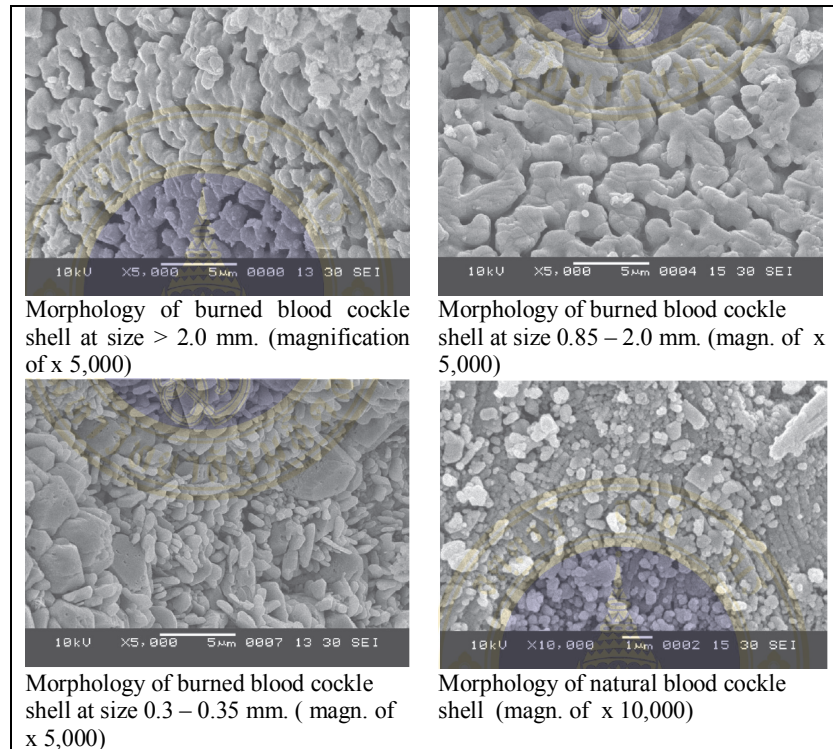 10kV X5,000 5μm 0000 13 30 SEI
Morphology of burned blood cockle
shell at size > 2.0 mm. (magnification
of x 5,000)
10kV X5,000 5μm 0004 15 30 SEI
Morphology of burned blood cockle
shell at size 0.85 – 2.0 mm. (magn. of x
5,000)
10kV X5,000 5μm 0007 13 30 SEI
Morphology of burned blood cockle
shell at size 0.3 – 0.35 mm. ( magn. of
x 5,000)
10kV X10,000 1μm 0002 15 30 SEI
Morphology of natural blood cockle
shell (magn. of x 10,000)